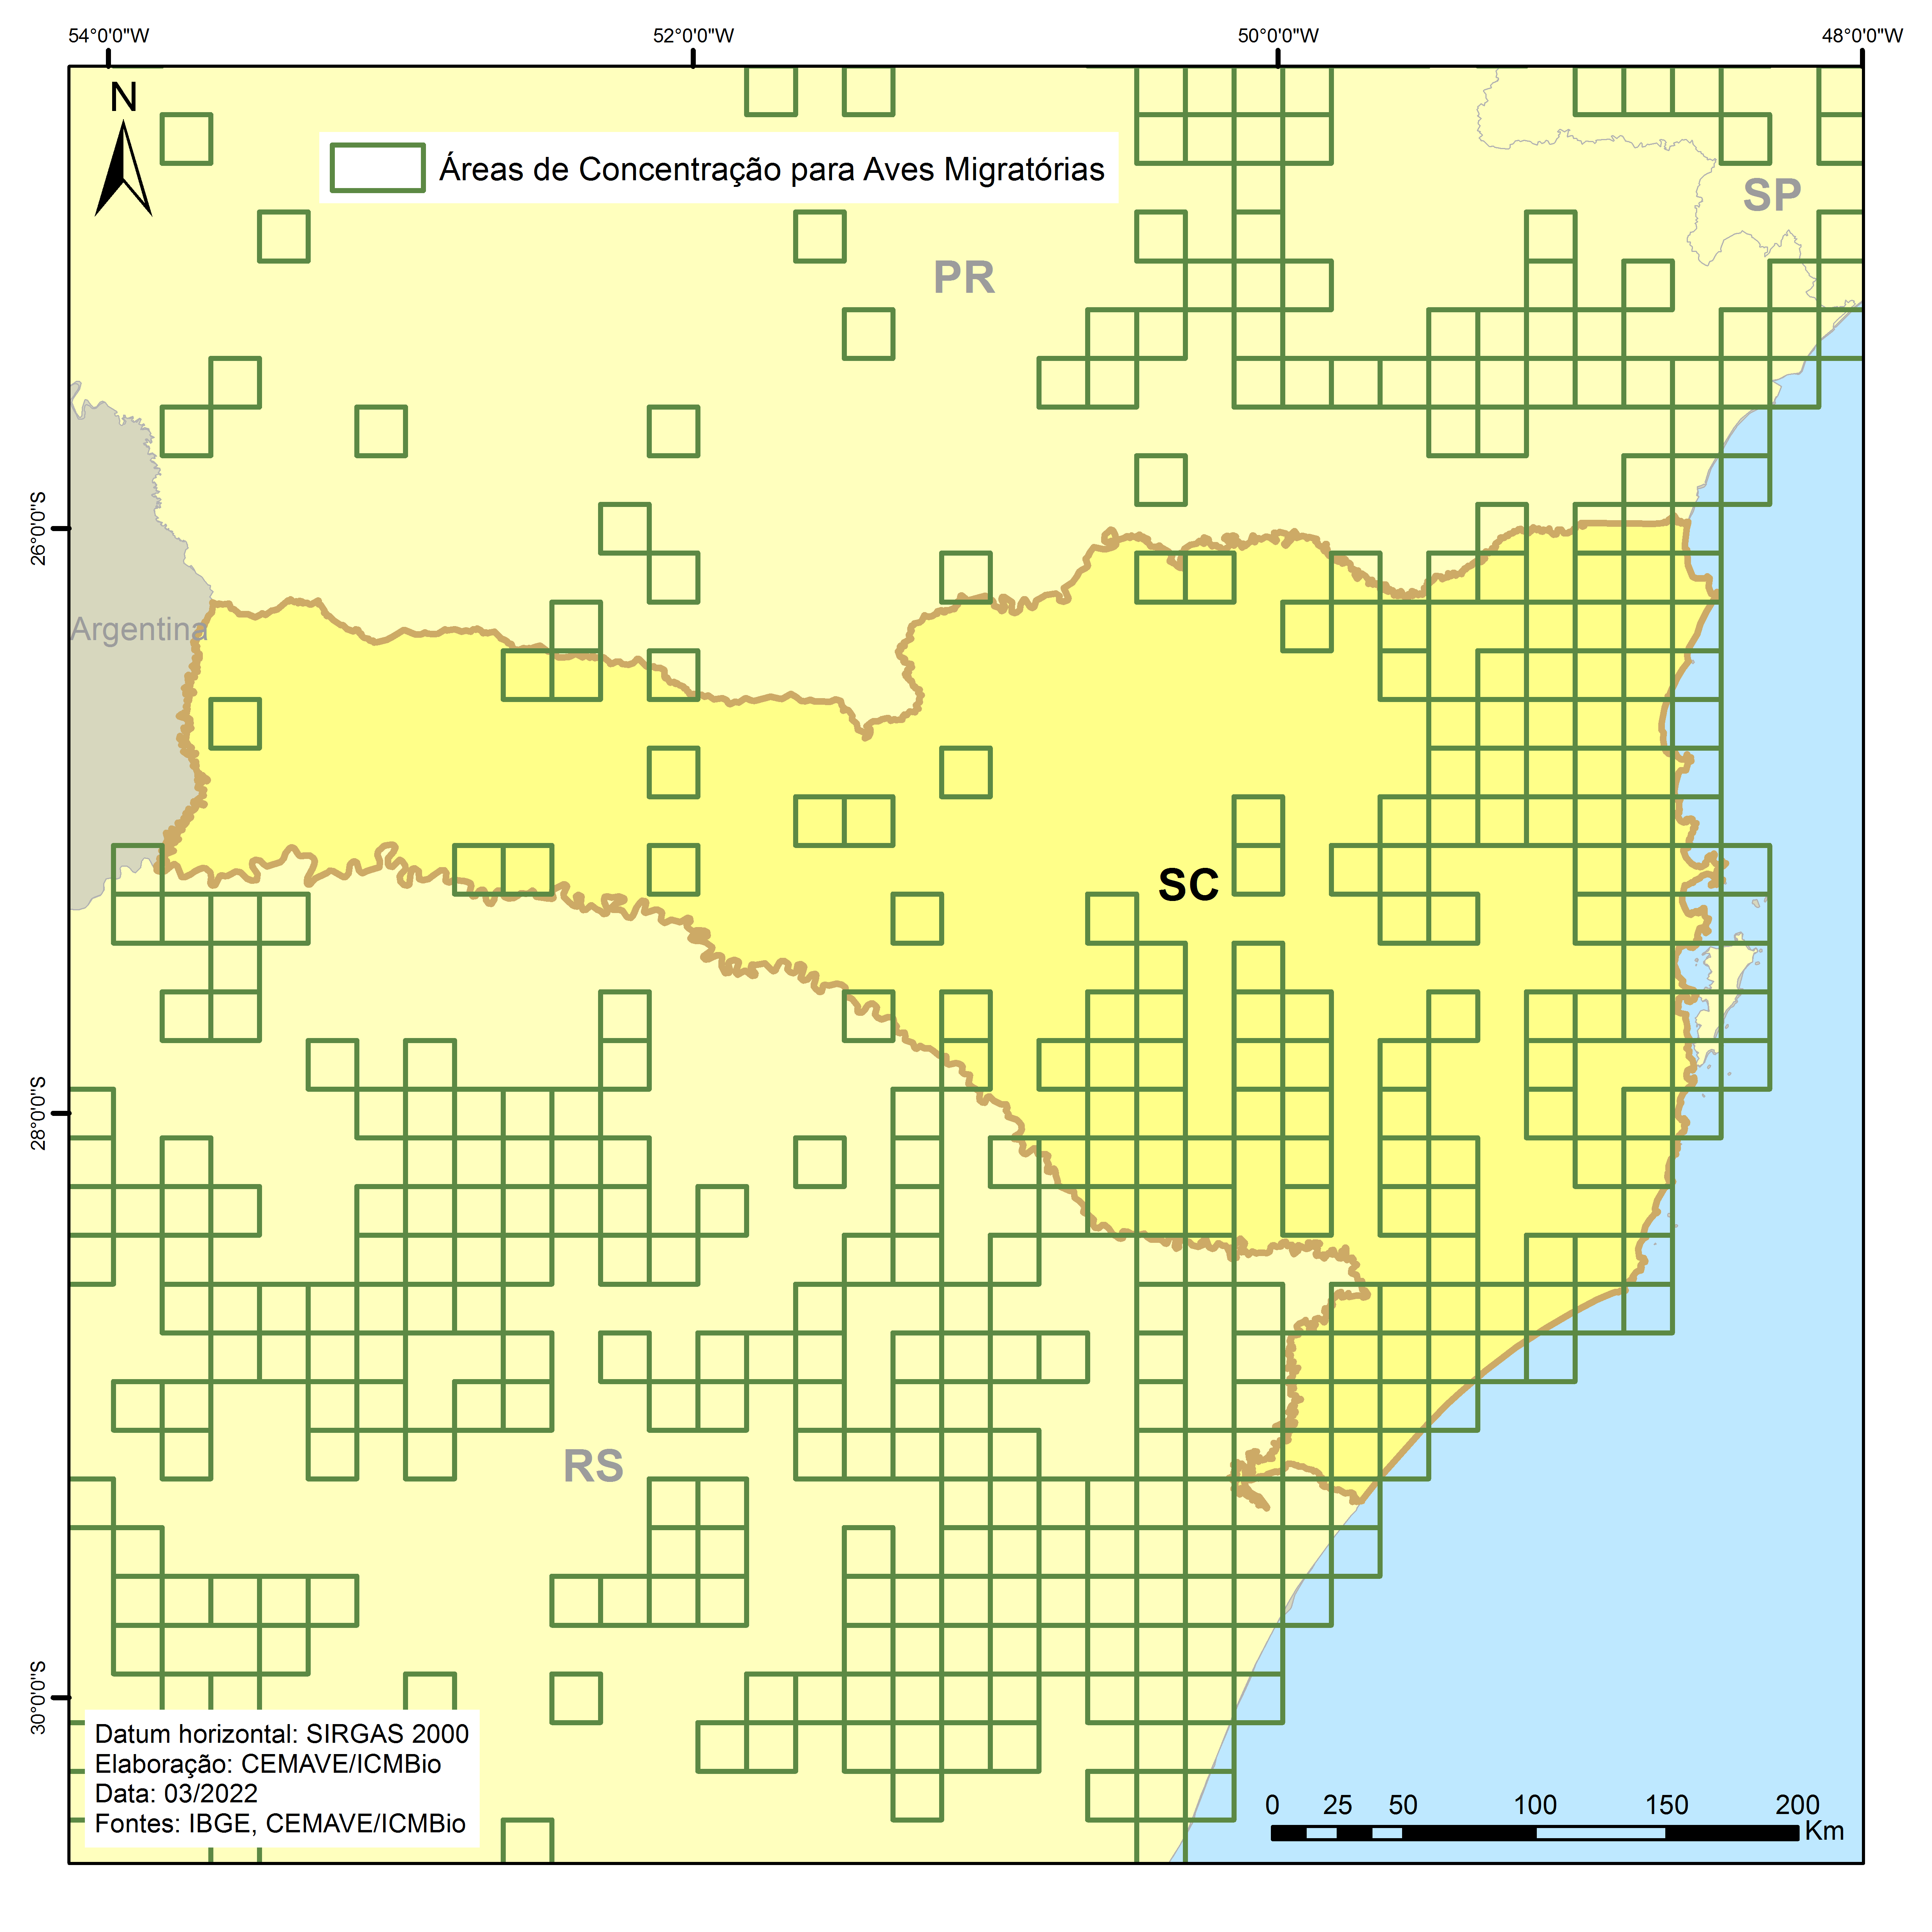 54°0'0"W
52°0'0"W
50°0'0"W
48°0'0"W
N
Áreas de Concentração para Aves Migratórias
SP
PR
26°0'0"S
Argentina
SC
28°0'0"S
RS
30°0'0"S
Datum horizontal: SIRGAS 2000
Elaboração: CEMAVE/ICMBio
Data: 03/2022
Fontes: IBGE, CEMAVE/ICMBio
0 25 50 100 150 200
Km